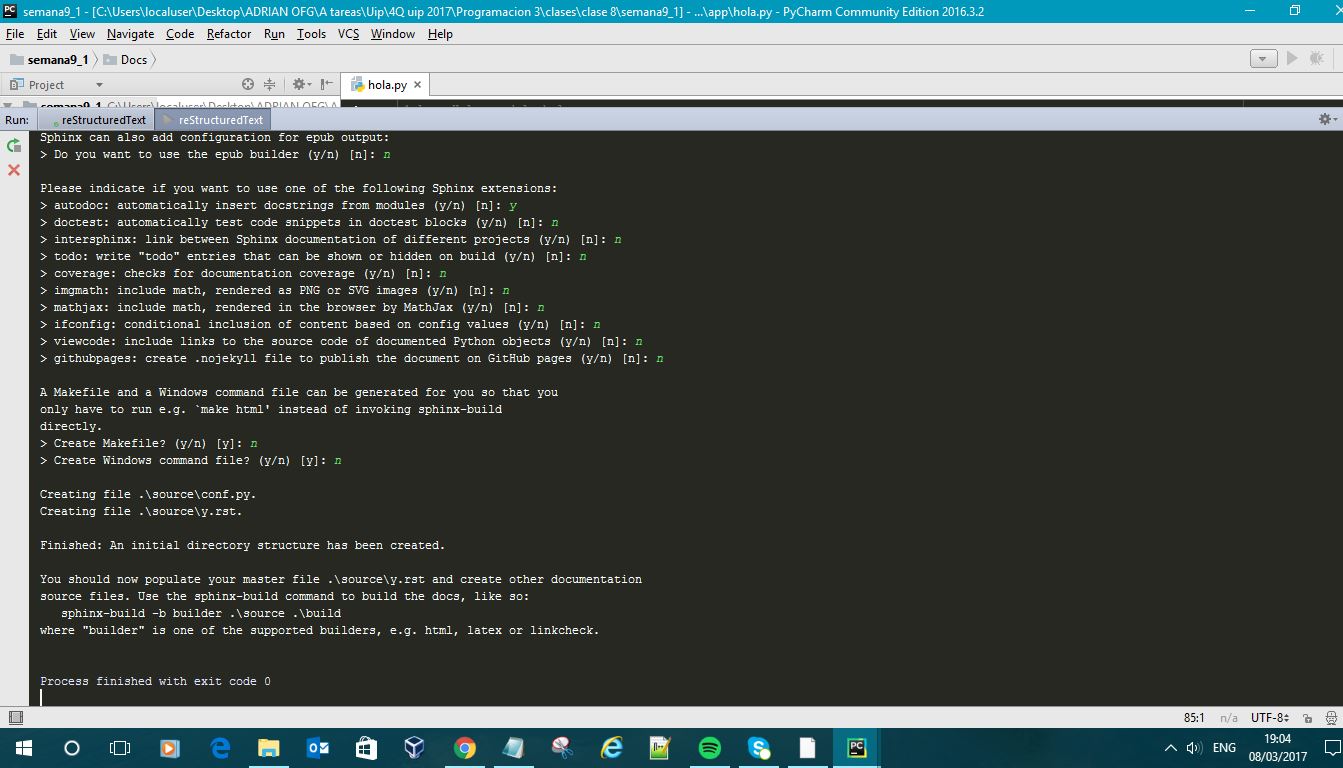 semana9_1 - [C:\Users\localuser\Desktop\ADRIAN OFG\A tareas\Uip\4Q uip 2017\Programacion 3\clases\clase 8\semana9_1] - ...\app\hola.py - PyCharm Community Edition 2016.3.2
File Edit View Navigate Code Refactor Run Tools VCS Window Help
semana9_1 Docs
Project hola.py
semana9_1 C:\Users\localuser\Desktop\ADRIAN OFG\A
Run: reStructuredText reStructuredText
Sphinx can also add configuration for epub output:
> Do you want to use the epub builder (y/n) [n]: n
Please indicate if you want to use one of the following Sphinx extensions:
> autodoc: automatically insert docstrings from modules (y/n) [n]: y
> doctest: automatically test code snippets in doctest blocks (y/n) [n]: n
> intersphinx: link between Sphinx documentation of different projects (y/n) [n]: n
> todo: write "todo" entries that can be shown or hidden on build (y/n) [n]: n
> coverage: checks for documentation coverage (y/n) [n]: n
> imgmath: include math, rendered as PNG or SVG images (y/n) [n]: n
> mathjax: include math, rendered in the browser by MathJax (y/n) [n]: n
> ifconfig: conditional inclusion of content based on config values (y/n) [n]: n
> viewcode: include links to the source code of documented Python objects (y/n) [n]: n
> githubpages: create .nojekyll file to publish the document on GitHub pages (y/n) [n]: n
A Makefile and a Windows command file can be generated for you so that you
only have to run e.g. `make html' instead of invoking sphinx-build
directly.
> Create Makefile? (y/n) [y]: n
> Create Windows command file? (y/n) [y]: n
Creating file .\source\conf.py.
Creating file .\source\y.rst.
Finished: An initial directory structure has been created.
You should now populate your master file .\source\y.rst and create other documentation
source files. Use the sphinx-build command to build the docs, like so:
sphinx-build -b builder .\source .\build
where "builder" is one of the supported builders, e.g. html, latex or linkcheck.
Process finished with exit code 0
85:1 n/a UTF-8
ENG 19:04
08/03/2017